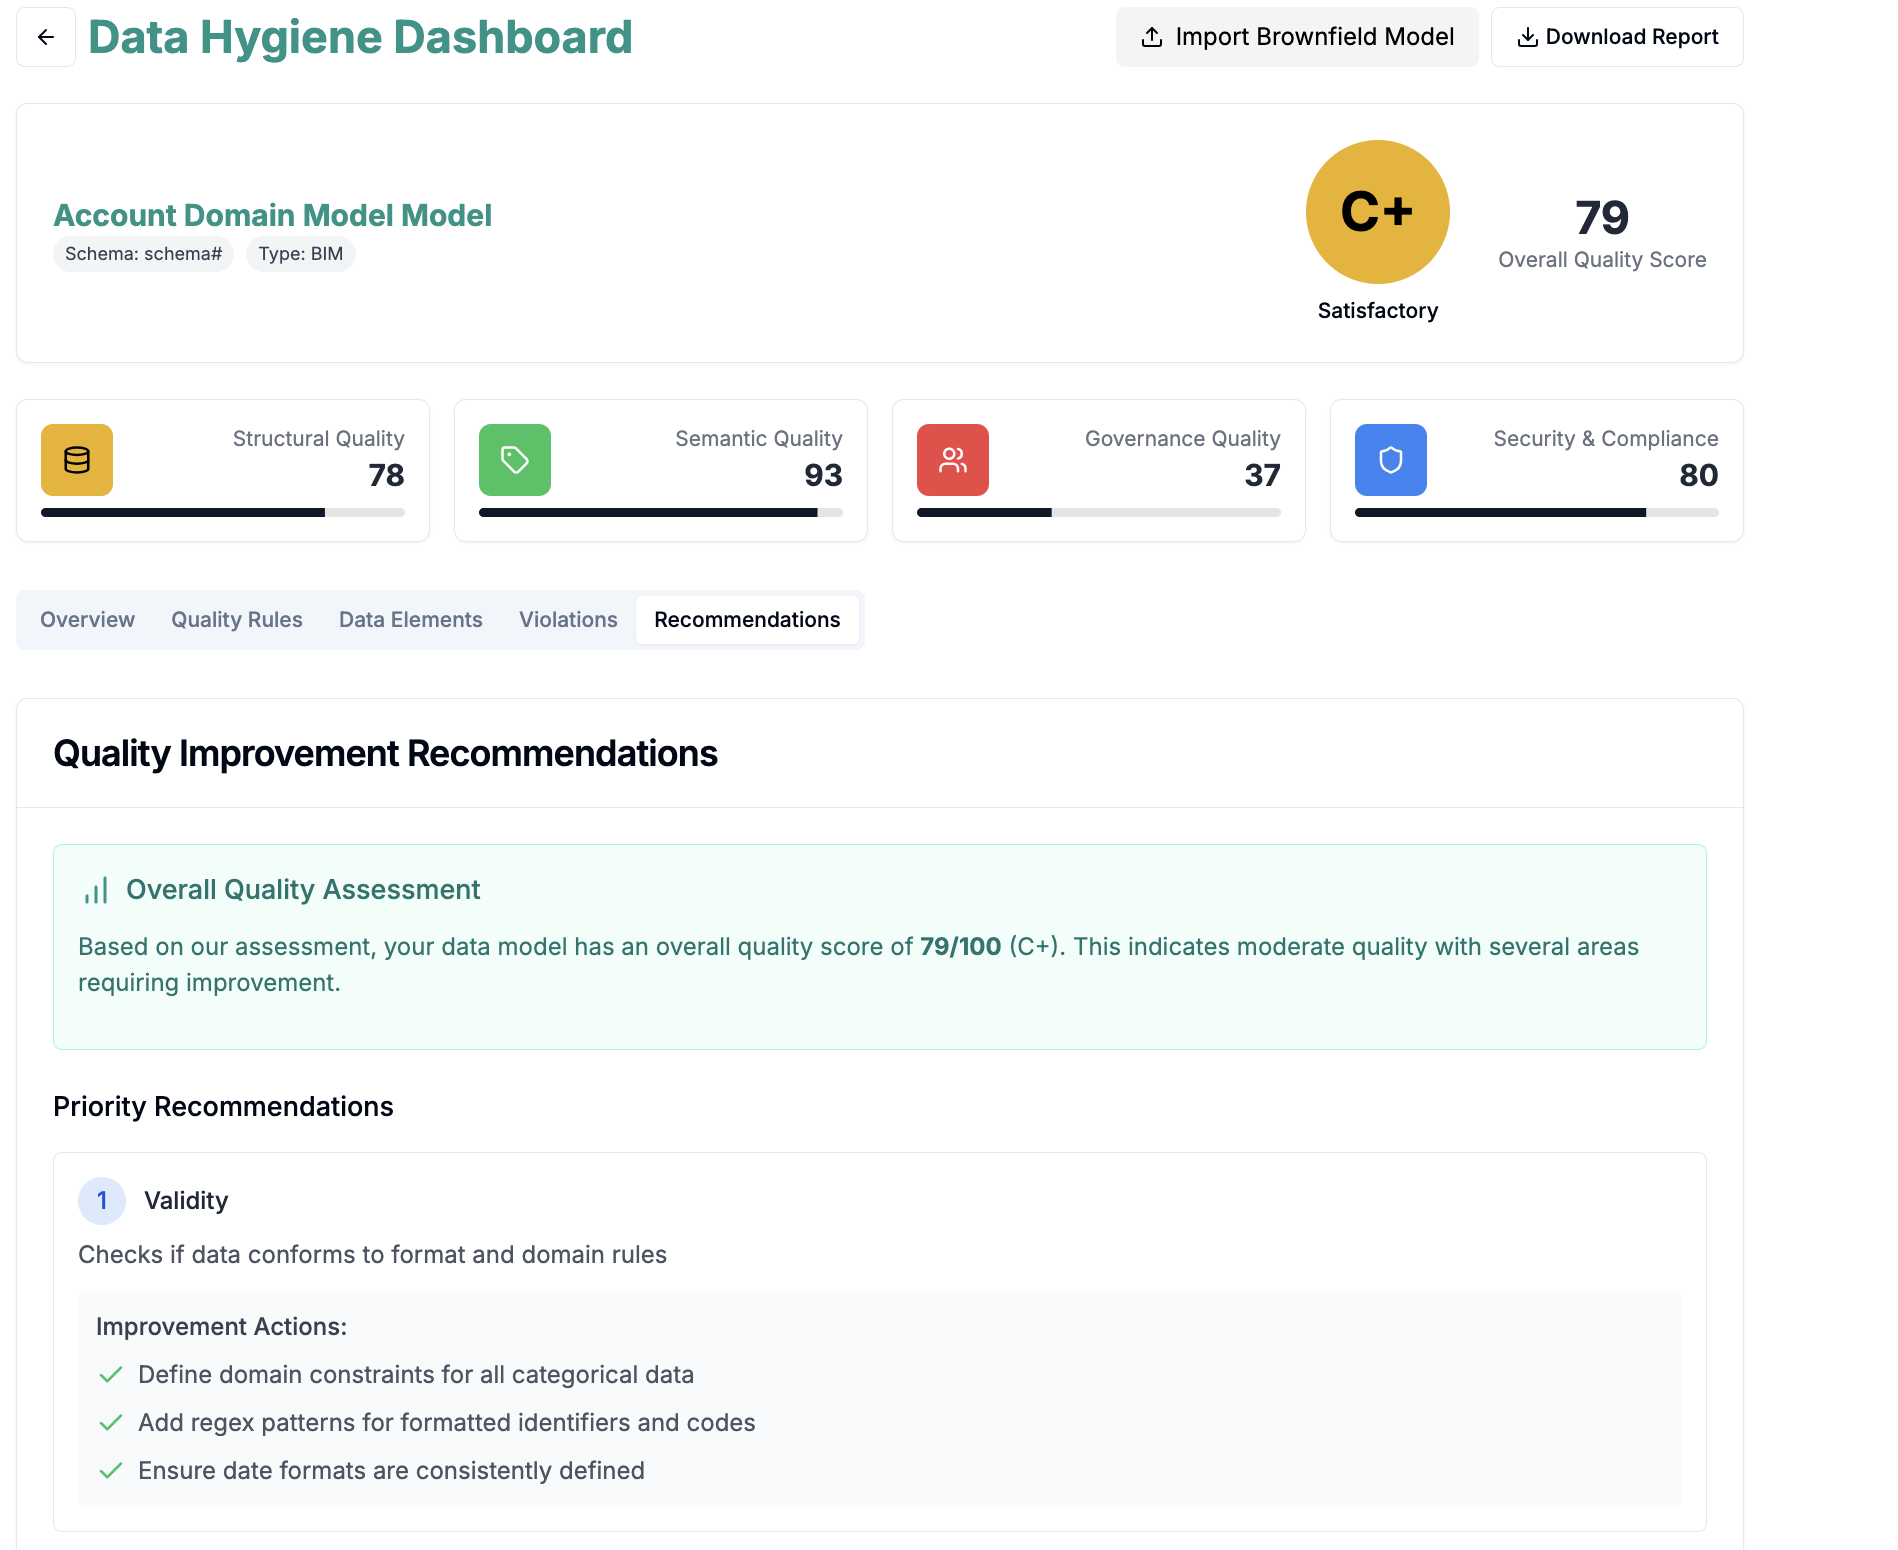 Data Hygiene Dashboard
Import Brownfield Model
Download Report
Account Domain Model Model
Schema: schema#
Type: BIM
C+
Satisfactory
79
Overall Quality Score
Structural Quality
78
Semantic Quality
93
Governance Quality
37
Security & Compliance
80
Overview
Quality Rules
Data Elements
Violations
Recommendations
Quality Improvement Recommendations
Overall Quality Assessment
Based on our assessment, your data model has an overall quality score of 79/100 (C+). This indicates moderate quality with several areas
requiring improvement.
Priority Recommendations
1 Validity
Checks if data conforms to format and domain rules
Improvement Actions:
Define domain constraints for all categorical data
Add regex patterns for formatted identifiers and codes
Ensure date formats are consistently defined